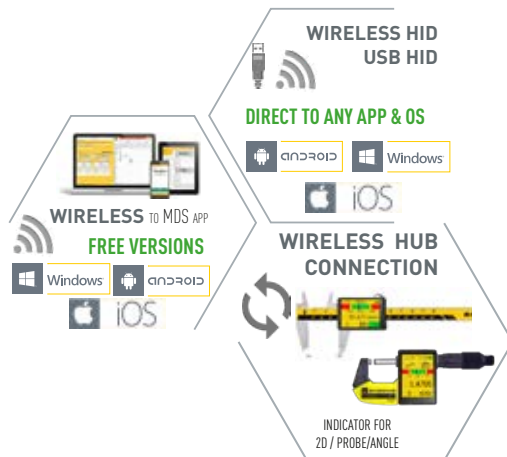 WIRELESS HID
USB HID
DIRECT TO ANY APP & OS
android
Windows
iOS
WIRELESS TO MDS APP
FREE VERSIONS
Windows
android
iOS
WIRELESS HUB
CONNECTION
INDICATOR FOR
2D / PROBE/ANGLE